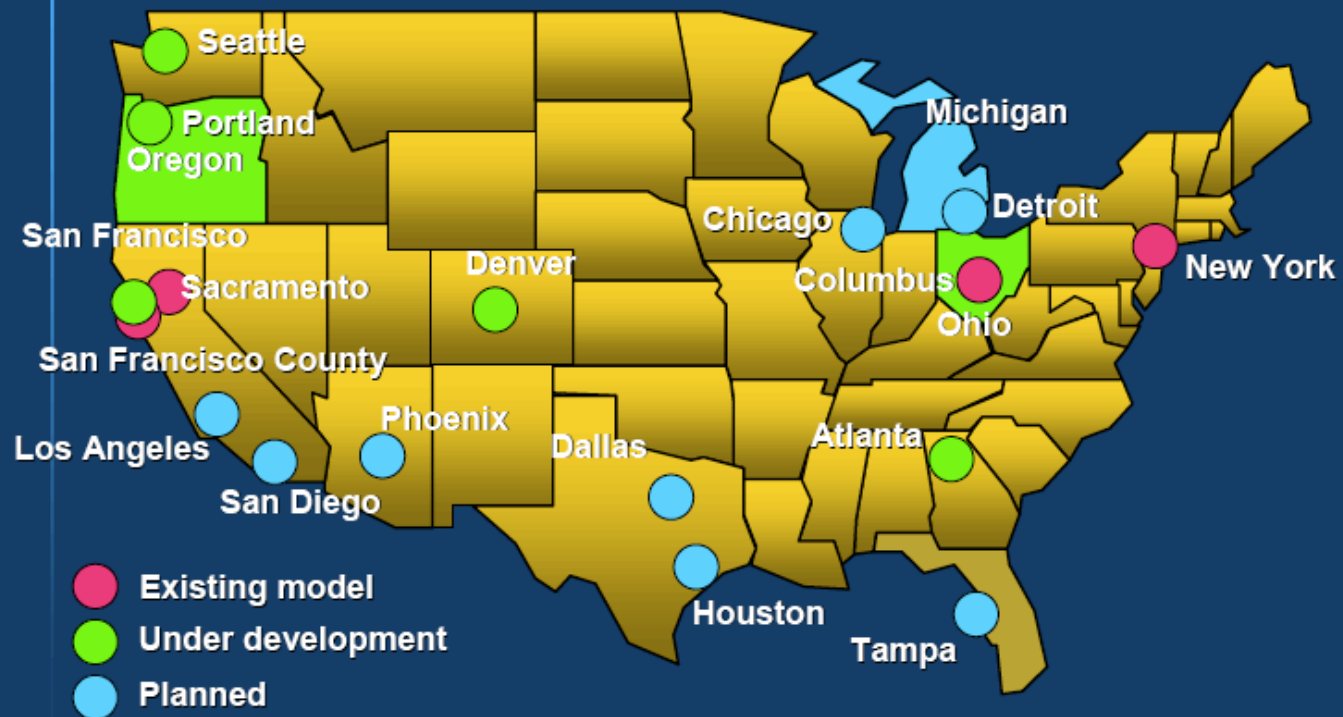 Seattle
Portland
Oregon
Michigan
Chicago
Detroit
San Francisco
Denver
New York
Sacramento
Columbus
Ohio
San Francisco County
Phoenix
Dallas
Atlanta
Los Angeles
San Diego
Existing model
Houston
Under development
Tampa
Planned